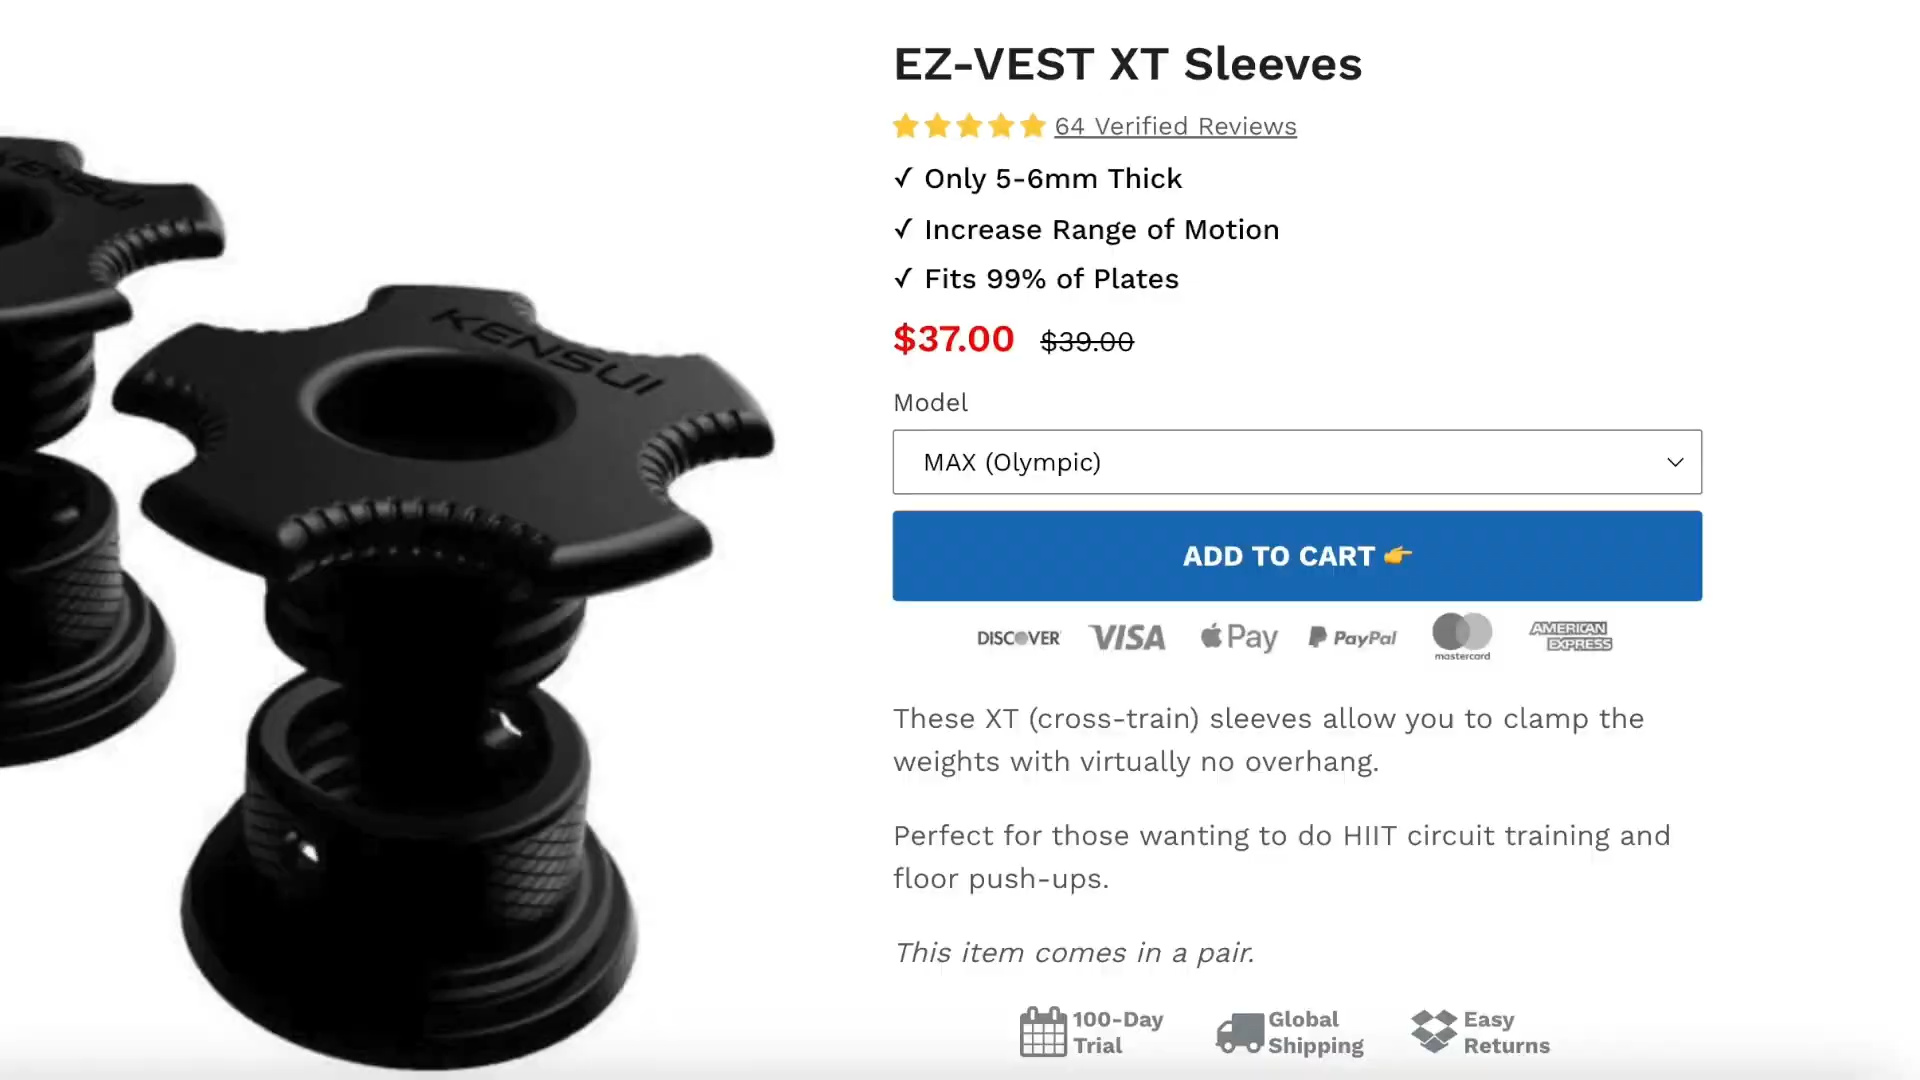 EZ-VEST XT Sleeves
64 Verified Reviews
✓ Only 5-6mm Thick
✓ Increase Range of Motion
✓ Fits 99% of Plates
$37.00 $39.00
Model
MAX (Olympic)
ADD TO CART 👉
DISCOVER VISA Pay PayPal mastercard AMERICAN EXPRESS
These XT (cross-train) sleeves allow you to clamp the
weights with virtually no overhang.
Perfect for those wanting to do HIIT circuit training and
floor push-ups.
This item comes in a pair.
100-Day
Trial
Global
Shipping
Easy
Returns
KENSUI
KENSUI